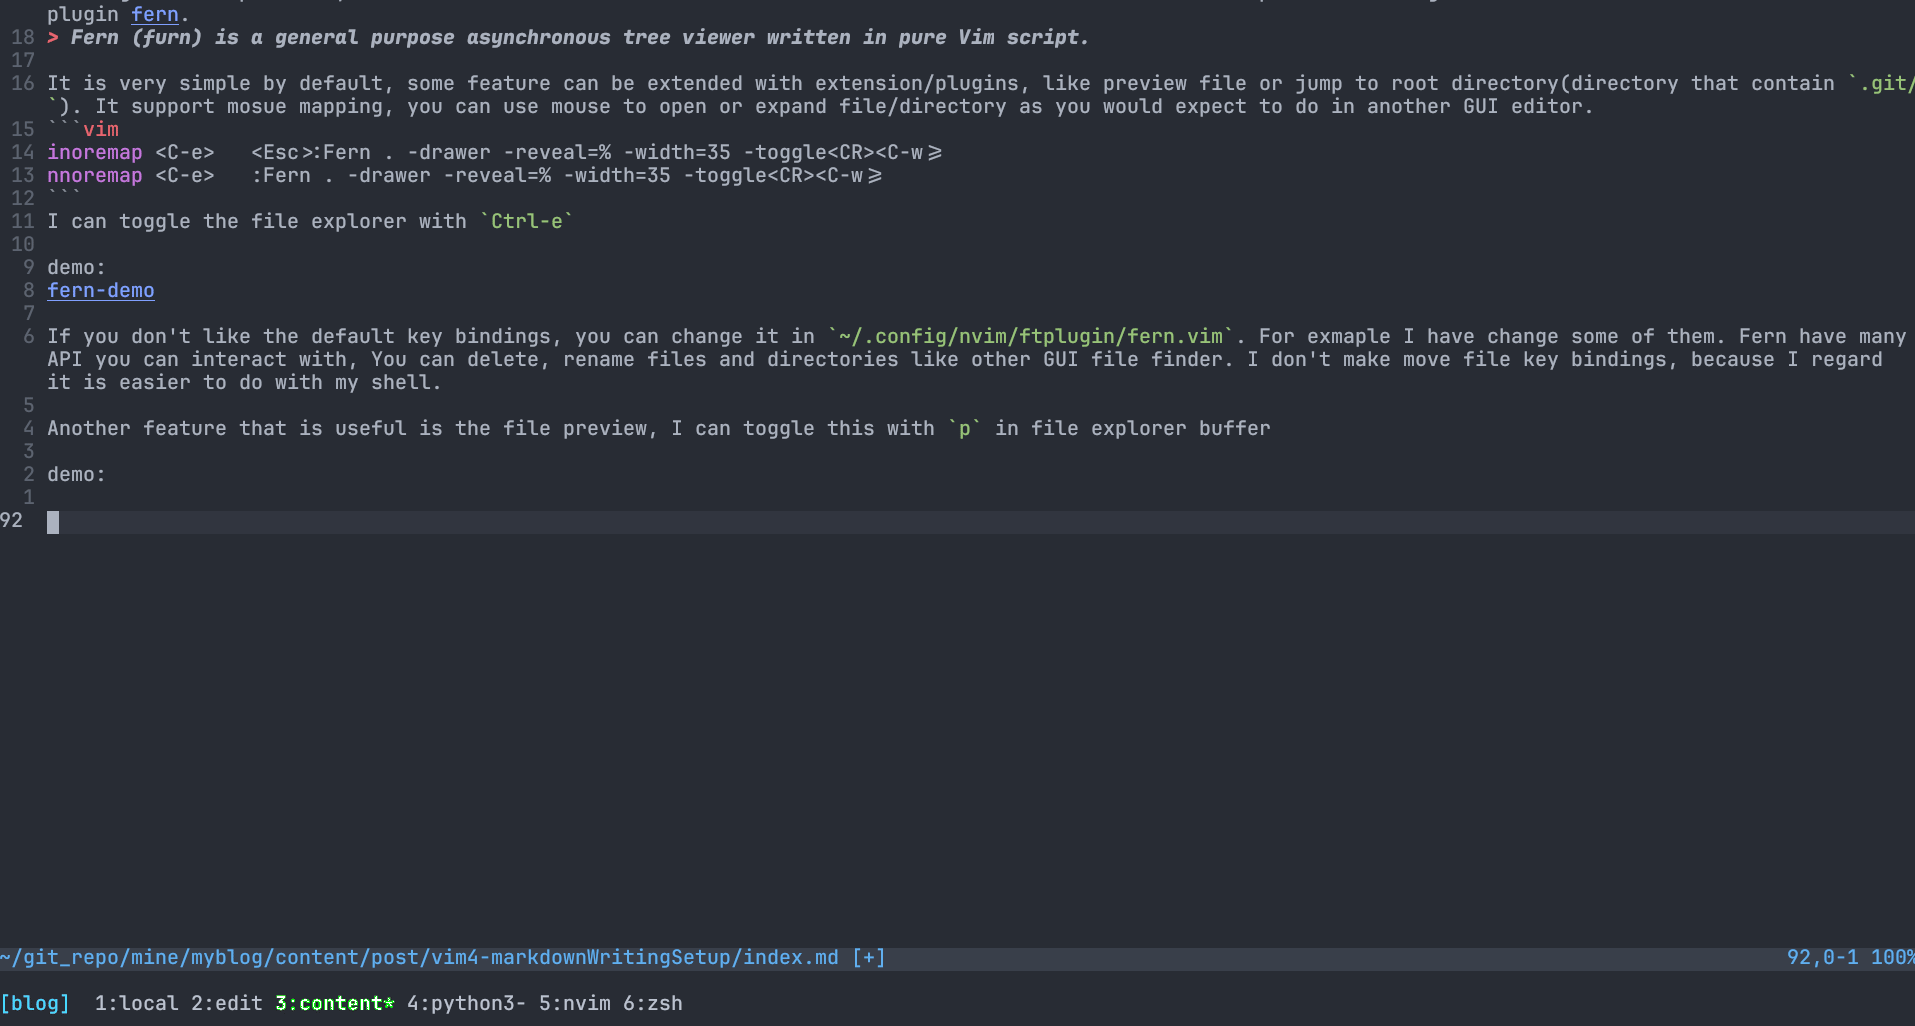 plugin fern.
18 > Fern (furn) is a general purpose asynchronous tree viewer written in pure Vim script.
17
16 It is very simple by default, some feature can be extended with extension/plugins, like preview file or jump to root directory(directory that contain `.git/
`). It support mosue mapping, you can use mouse to open or expand file/directory as you would expect to do in another GUI editor.
15 ```vim
14 inoremap <C-e>   <Esc>:Fern . -drawer -reveal=% -width=35 -toggle<CR><C-w>=
13 nnoremap <C-e>   :Fern . -drawer -reveal=% -width=35 -toggle<CR><C-w>=
12 ```
11 I can toggle the file explorer with `Ctrl-e`
10
9 demo:
8 fern-demo
7
6 If you don't like the default key bindings, you can change it in `~/.config/nvim/ftplugin/fern.vim`. For exmaple I have change some of them. Fern have many
API you can interact with, You can delete, rename files and directories like other GUI file finder. I don't make move file key bindings, because I regard
it is easier to do with my shell.
5
4 Another feature that is useful is the file preview, I can toggle this with `p` in file explorer buffer
3
2 demo:
1
92
~/git_repo/mine/myblog/content/post/vim4-markdownWritingSetup/index.md [+] 92,0-1 100%
[blog]  1:local 2:edit 3:content* 4:python3- 5:nvim 6:zsh